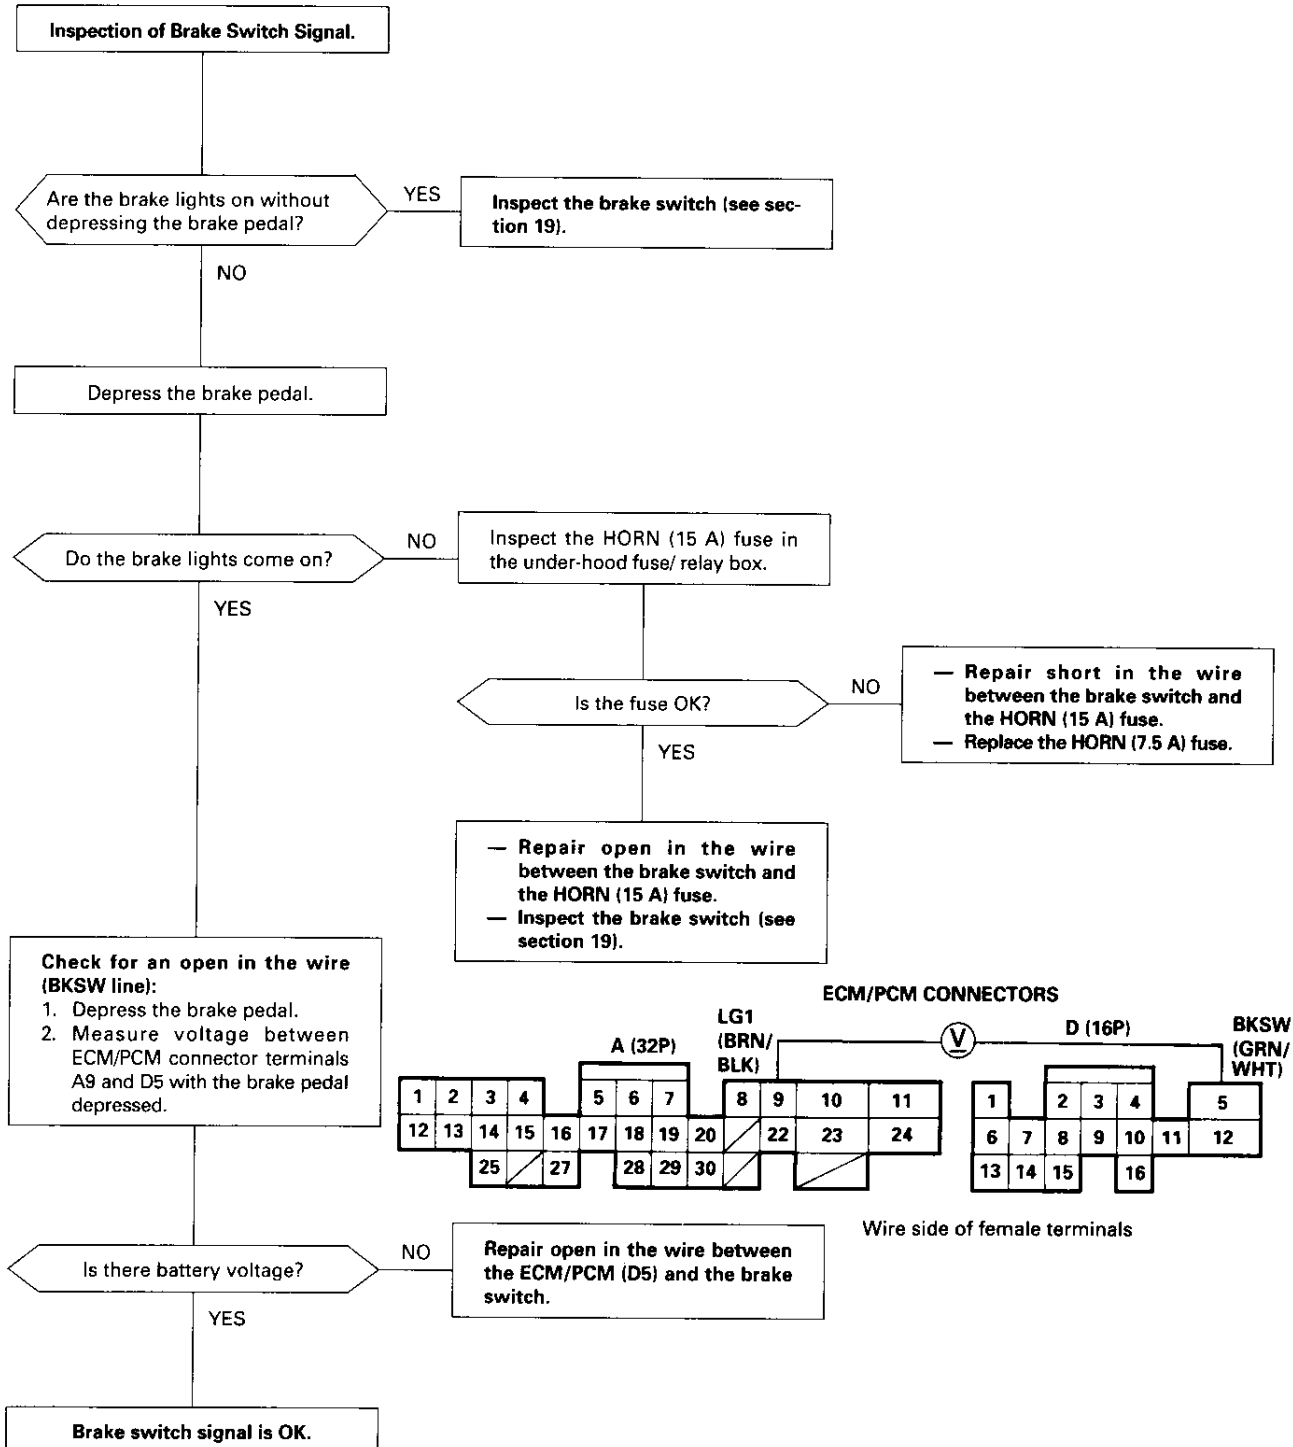 Inspection of Brake Switch Signal.
Are the brake lights on without
depressing the brake pedal?
YES
Inspect the brake switch (see sec-
tion 19).
NO
Depress the brake pedal.
Do the brake lights come on?
NO
Inspect the HORN (15 A) fuse in
the under-hood fuse/ relay box.
YES
Is the fuse OK?
NO
— Repair short in the wire
between the brake switch and
the HORN (15 A) fuse.
— Replace the HORN (7.5 A) fuse.
YES
— Repair open in the wire
between the brake switch and
the HORN (15 A) fuse.
— Inspect the brake switch (see
section 19).
Check for an open in the wire
(BKSW line):
1. Depress the brake pedal.
2. Measure voltage between
ECM/PCM connector terminals
A9 and D5 with the brake pedal
depressed.
ECM/PCM CONNECTORS
A (32P)
LG1
(BRN/
BLK)
V
D (16P)
BKSW
(GRN/
WHT)
1 2 3 4 5 6 7 8 9 10 11
12 13 14 15 16 17 18 19 20 22 23 24
25 27 28 29 30
1 2 3 4 5
6 7 8 9 10 11 12
13 14 15 16
Wire side of female terminals
Is there battery voltage?
NO
Repair open in the wire between
the ECM/PCM (D5) and the brake
switch.
YES
Brake switch signal is OK.